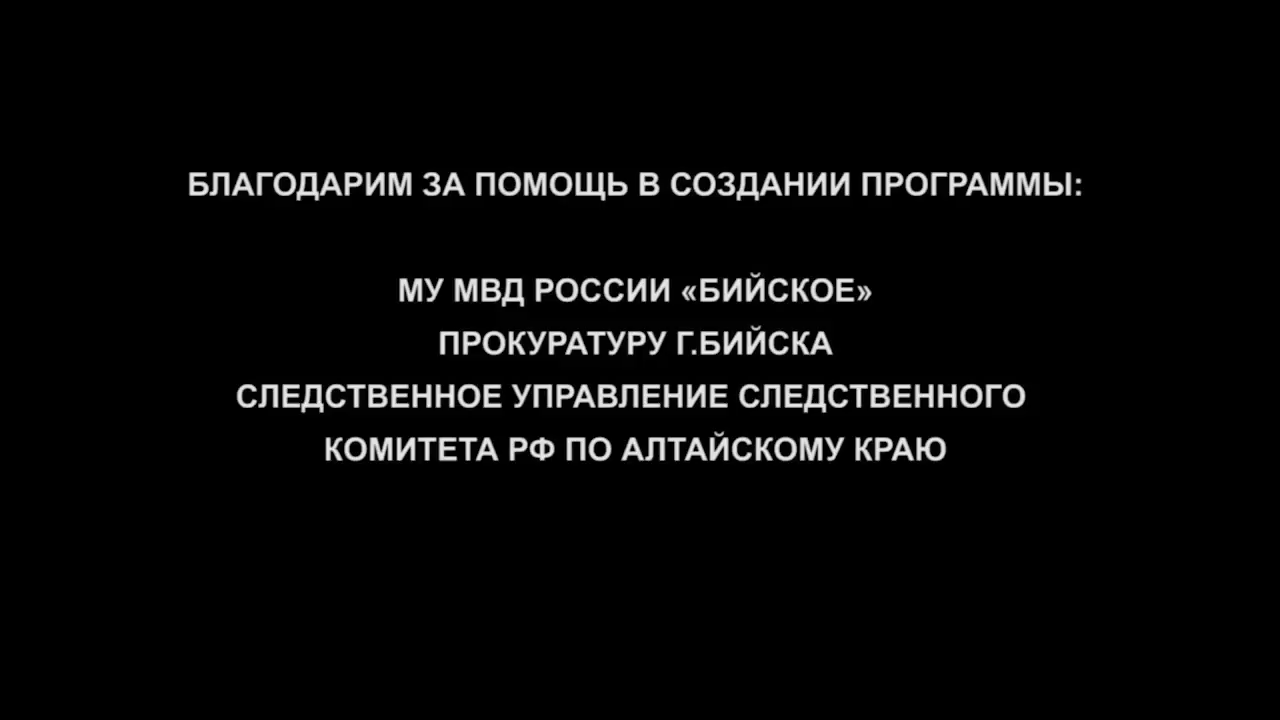 БЛАГОДАРИМ ЗА ПОМОЩЬ В СОЗДАНИИ ПРОГРАММЫ:
МУ МВД РОССИИ «БИЙСКОЕ»
ПРОКУРАТУРУ Г.БИЙСКА
СЛЕДСТВЕННОЕ УПРАВЛЕНИЕ СЛЕДСТВЕННОГО
КОМИТЕТА РФ ПО АЛТАЙСКОМУ КРАЮ